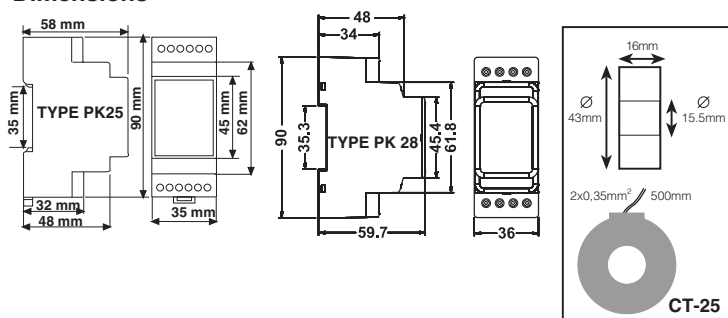 Dimensions
58 mm
35 mm
TYPE PK25
90 mm
45 mm
62 mm
32 mm
48 mm
35 mm
48
34
90
35.3
TYPE PK 28
45.4
61.8
59.7
36
16mm
Ø
43mm
Ø
15.5mm
2x0,35mm²
500mm
CT-25